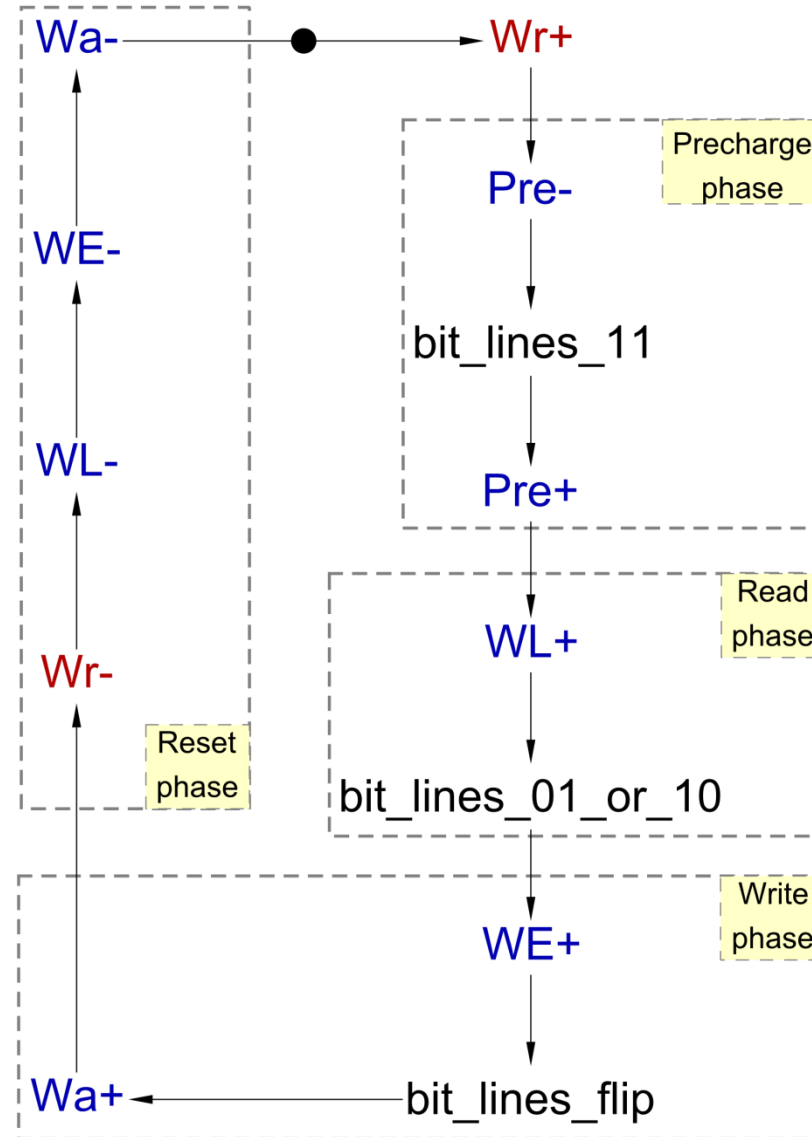 Wa-
Wr+
Precharge
phase
Pre-
WE-
bit_lines_11
WL-
Pre+
Read
phase
WL+
Wr-
Reset
phase
bit_lines_01_or_10
Write
phase
WE+
Wa+
bit_lines_flip